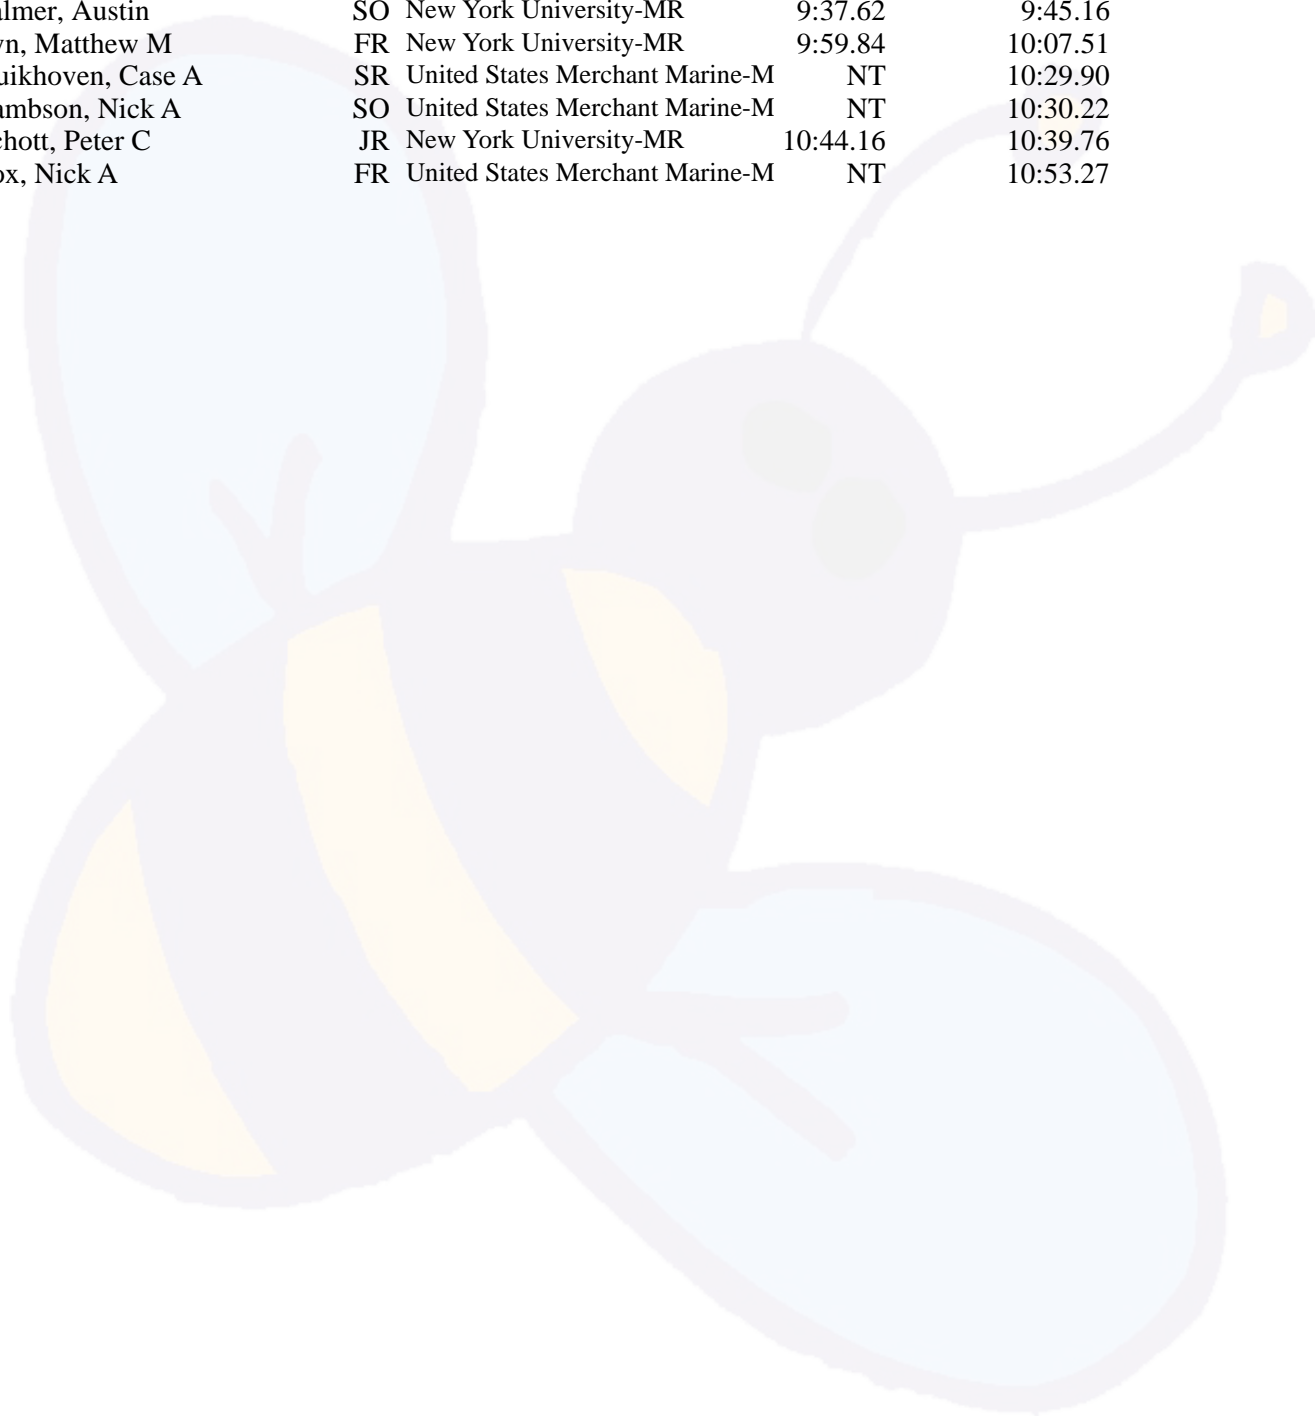 almer, Austin SO New York University-MR 9:37.62 9:45.16
yn, Matthew M FR New York University-MR 9:59.84 10:07.51
uikhoven, Case A SR United States Merchant Marine-M NT 10:29.90
ambson, Nick A SO United States Merchant Marine-M NT 10:30.22
chott, Peter C JR New York University-MR 10:44.16 10:39.76
ox, Nick A FR United States Merchant Marine-M NT 10:53.27